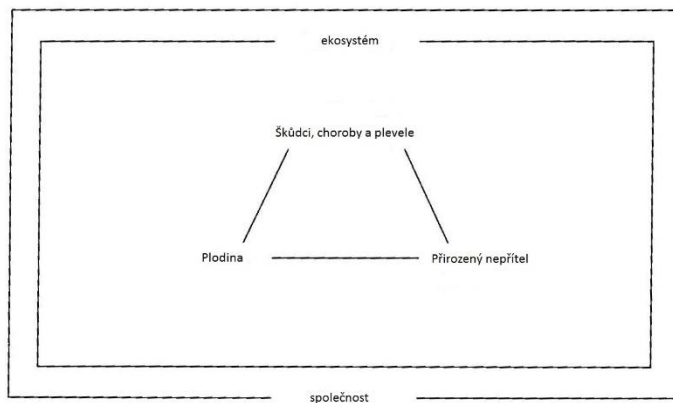 ekosystém
Škůdci, choroby a plevele
Plodina
Přirozený nepřítel
společnost